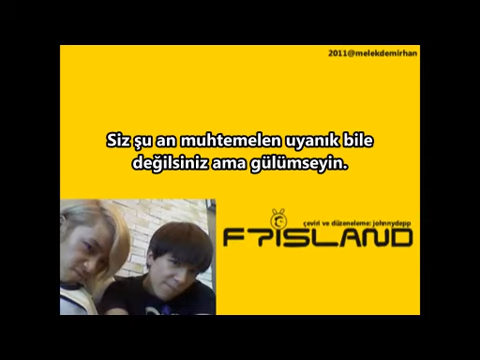 2011@melekdemirhan
Siz şu an muhtemelen uyanık bile
değilsiniz ama gülümseyin.
çeviri ve düzenleme: johnnydepp
F7ISLAND